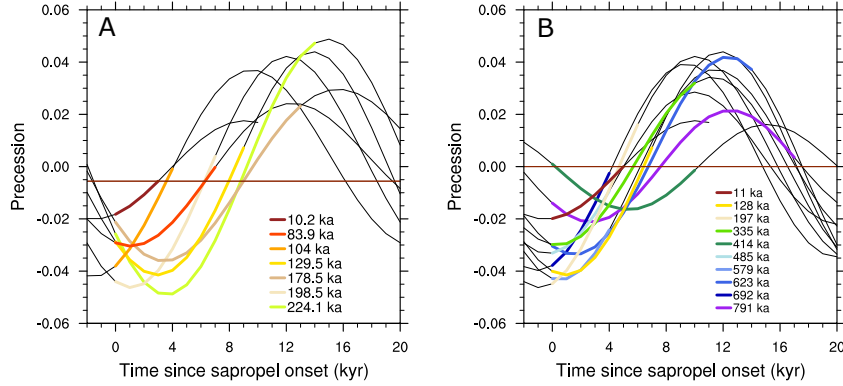 A
0.06
0.04
0.02
0.00
-0.02
-0.04
-0.06
Precession
0
4
8
12
16
20
Time since sapropel onset (kyr)
10.2 ka
83.9 ka
104 ka
129.5 ka
178.5 ka
198.5 ka
224.1 ka
B
0.06
0.04
0.02
0.00
-0.02
-0.04
-0.06
Precession
0
4
8
12
16
20
Time since sapropel onset (kyr)
11 ka
128 ka
197 ka
335 ka
414 ka
485 ka
579 ka
623 ka
692 ka
791 ka